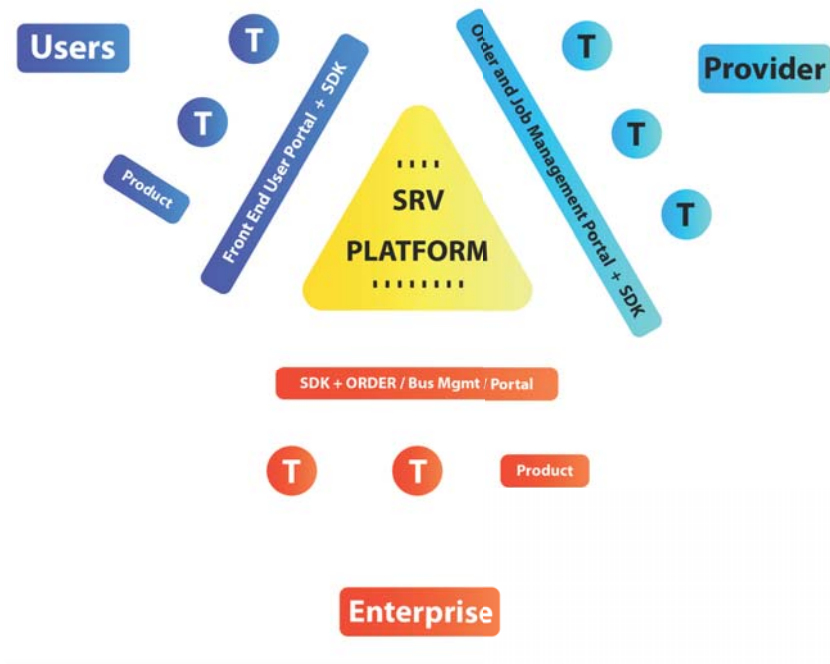 Users
T
T
Product
Front End User Portal + SDK
SRV
PLATFORM
Order and Job Management Portal + SDK
T
T
T
Provider
SDK + ORDER / Bus Mgmt / Portal
T
T
Product
Enterprise